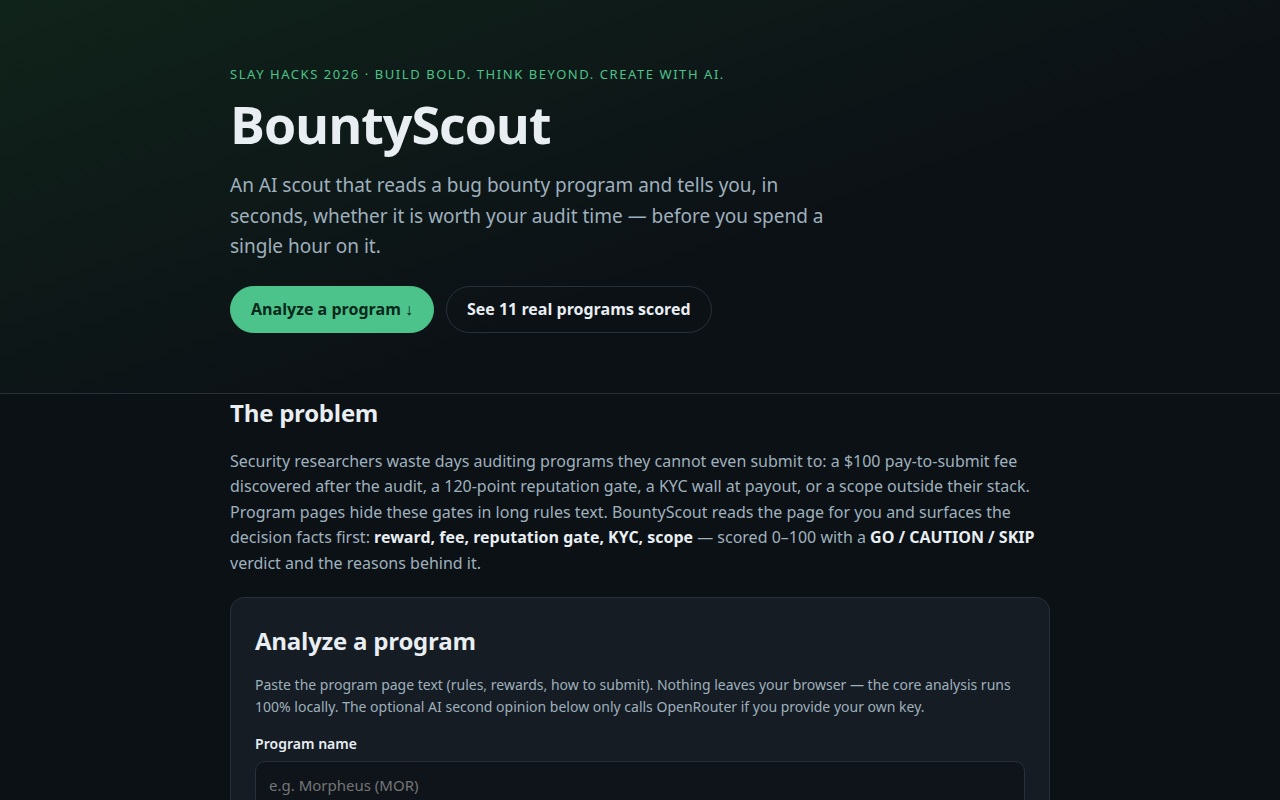 SLAY HACKS 2026 · BUILD BOLD. THINK BEYOND. CREATE WITH AI.
BountyScout
An AI scout that reads a bug bounty program and tells you, in
seconds, whether it is worth your audit time — before you spend a
single hour on it.
Analyze a program ↓
See 11 real programs scored
The problem
Security researchers waste days auditing programs they cannot even submit to: a $100 pay-to-submit fee
discovered after the audit, a 120-point reputation gate, a KYC wall at payout, or a scope outside their stack.
Program pages hide these gates in long rules text. BountyScout reads the page for you and surfaces the
decision facts first: reward, fee, reputation gate, KYC, scope — scored 0–100 with a GO / CAUTION / SKIP
verdict and the reasons behind it.
Analyze a program
Paste the program page text (rules, rewards, how to submit). Nothing leaves your browser — the core analysis runs
100% locally. The optional AI second opinion below only calls OpenRouter if you provide your own key.
Program name
e.g. Morpheus (MOR)